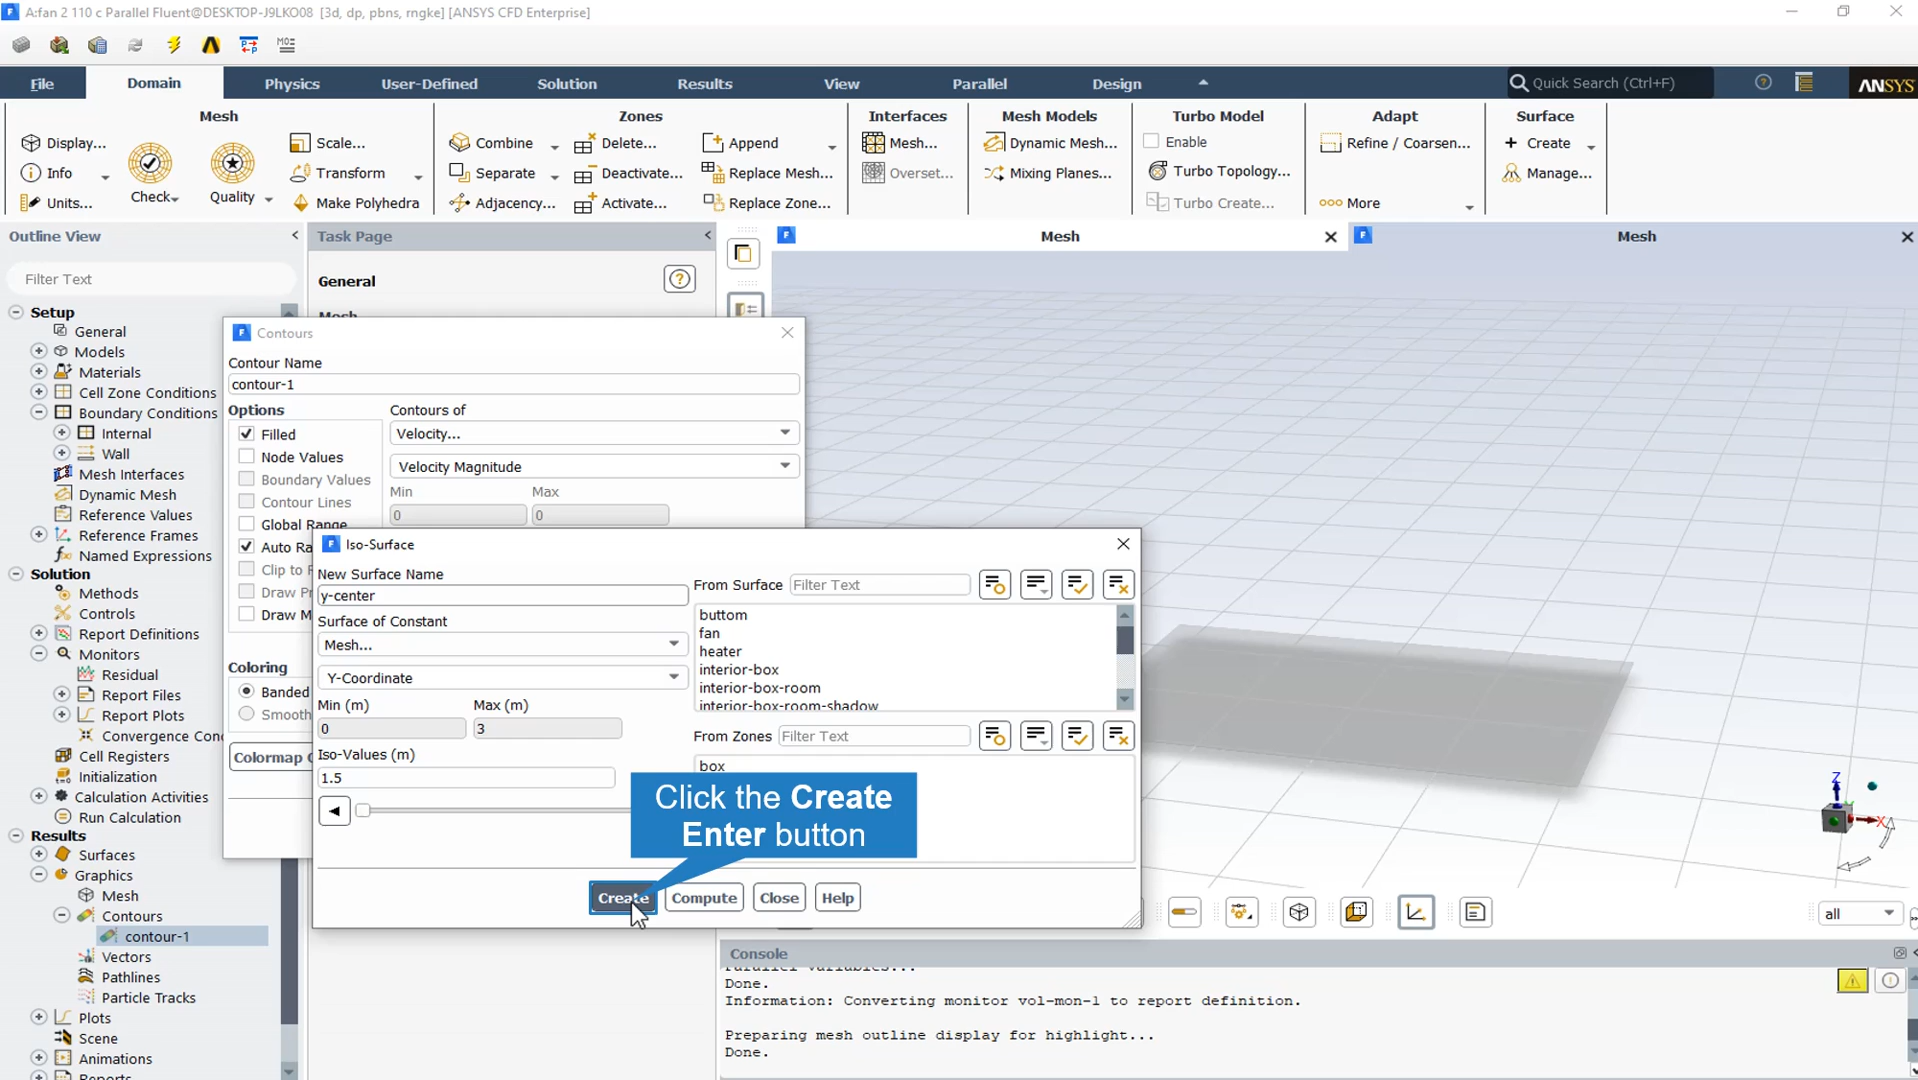 A:fan 2 110 c Parallel Fluent@DESKTOP-J9LKO08 [3d, dp, pbns, rngke] [ANSYS CFD Enterprise]
File Domain Physics User-Defined Solution Results View Parallel Design Quick Search (Ctrl+F) ANSYS
Mesh Zones Interfaces Mesh Models Turbo Model Adapt Surface
Display... Scale... Combine Delete... Append Mesh... Dynamic Mesh... Enable Refine / Coarsen... Create
Info Transform Separate Deactivate... Replace Mesh... Overset... Mixing Planes... Turbo Topology... Manage...
Check Quality
Units... Make Polyhedra Adjacency... Activate... Replace Zone... Turbo Create... More
Outline View Task Page Mesh Mesh
Filter Text
General
Setup
General
Models
Materials
Cell Zone Conditions
Boundary Conditions
Internal
Wall
Mesh Interfaces
Dynamic Mesh
Reference Values
Reference Frames
Named Expressions
Solution
Methods
Controls
Report Definitions
Monitors
Residual
Report Files
Report Plots
Convergence Con
Cell Registers
Initialization
Calculation Activities
Run Calculation
Results
Surfaces
Graphics
Mesh
Contours
contour-1
Vectors
Pathlines
Particle Tracks
Plots
Scene
Animations
Reports
Mesh
Contours
Contour Name
contour-1
Options
Filled
Node Values
Boundary Values
Contour Lines
Global Range
Auto Ra
Clip to R
Draw Pr
Draw M
Coloring
Banded
Smooth
Colormap O
Contours of
Velocity...
Velocity Magnitude
Min Max
0 0
Iso-Surface
New Surface Name
y-center
Surface of Constant
Mesh...
Y-Coordinate
Min (m) Max (m)
0 3
Iso-Values (m)
1.5
From Surface Filter Text
buttom
fan
heater
interior-box
interior-box-room
interior-box-room-shadow
From Zones Filter Text
box
Click the Create
Enter button
Create Compute Close Help
Z
X
all
Console
Parallel variables...
Done.
Information: Converting monitor vol-mon-1 to report definition.
Preparing mesh outline display for highlight...
Done.